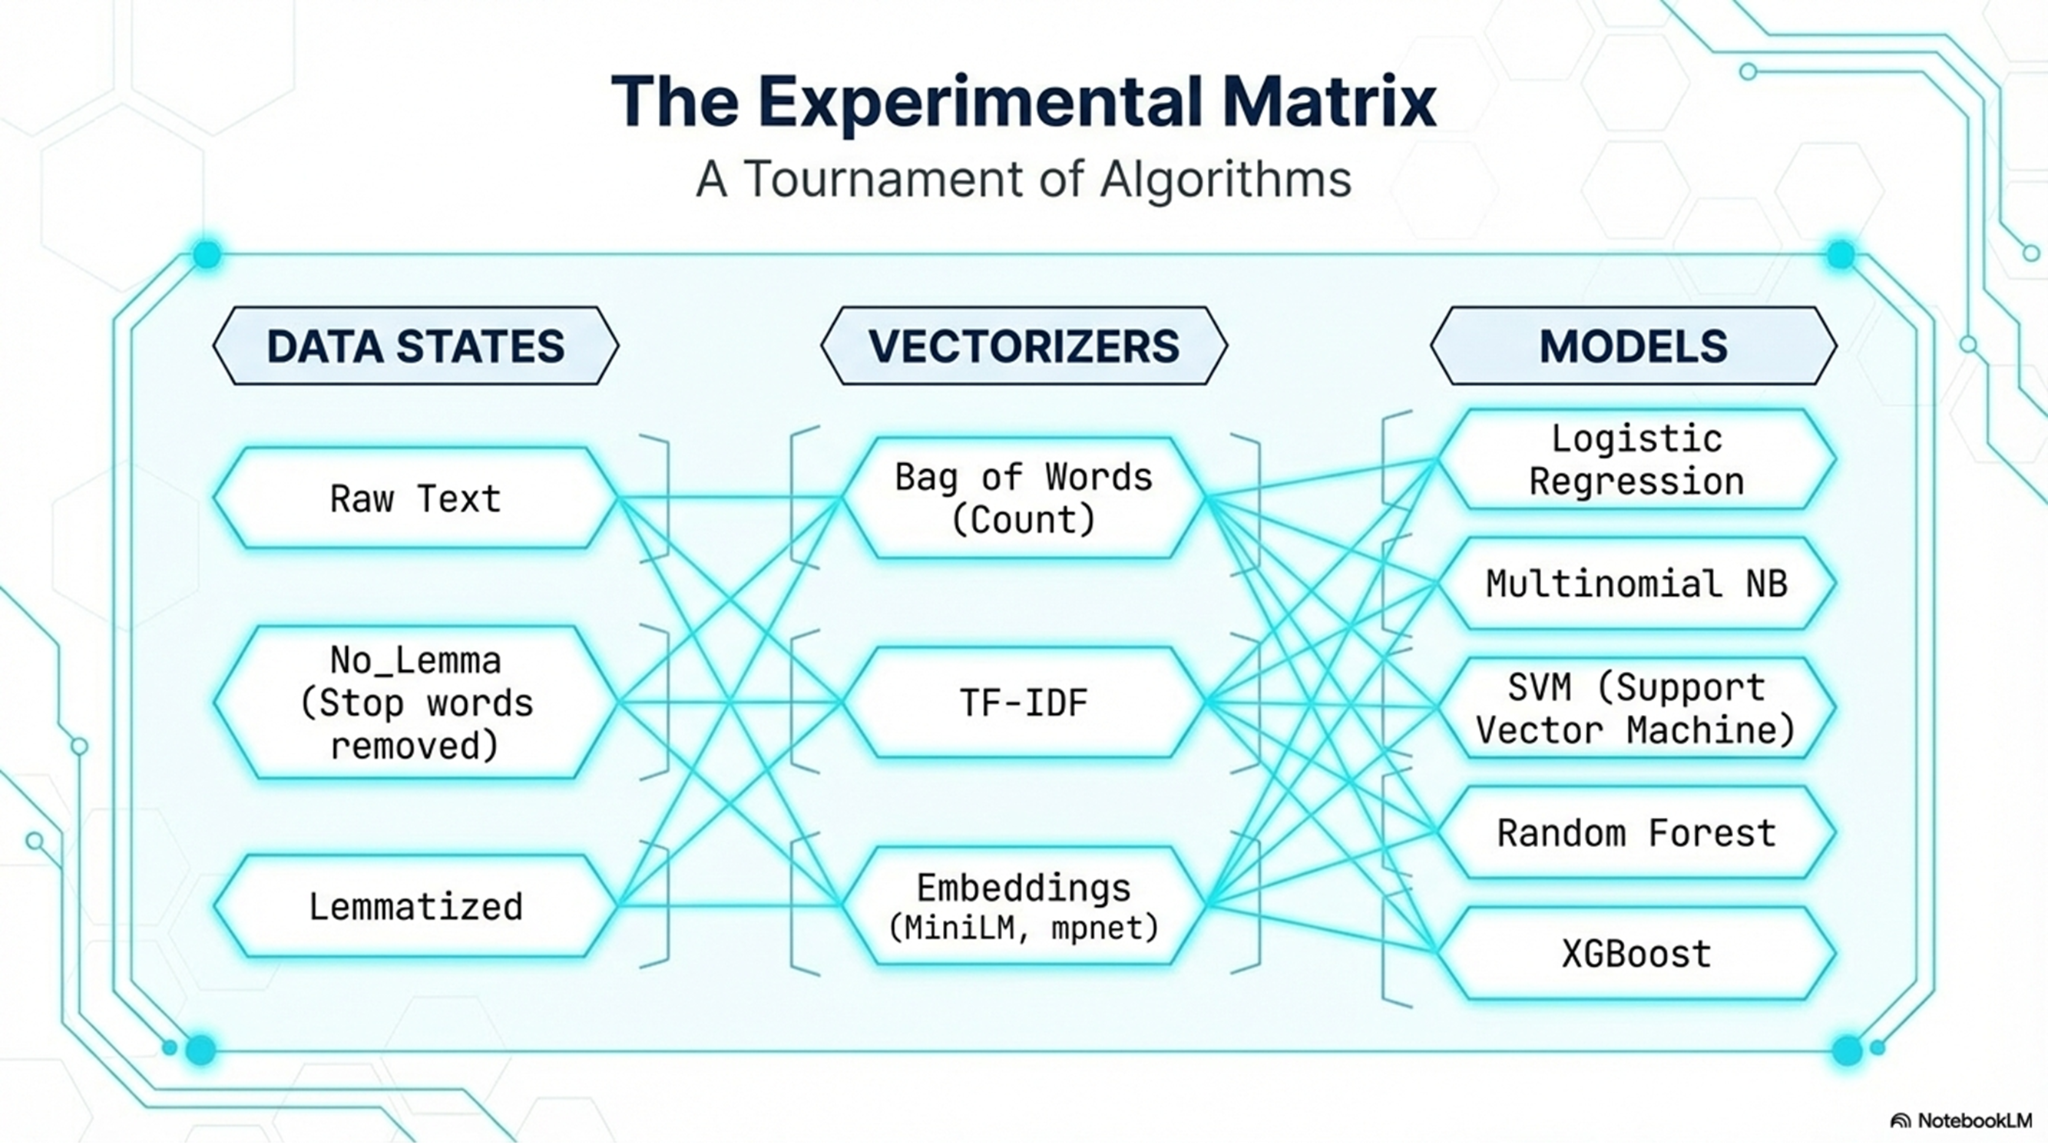 The Experimental Matrix
A Tournament of Algorithms
DATA STATES
Raw Text
No_Lemma
(Stop words
removed)
Lemmatized
VECTORIZERS
Bag of Words
(Count)
TF-IDF
Embeddings
(MiniLM, mpnet)
MODELS
Logistic
Regression
Multinomial NB
SVM (Support
Vector Machine)
Random Forest
XGBoost
NotebookLM